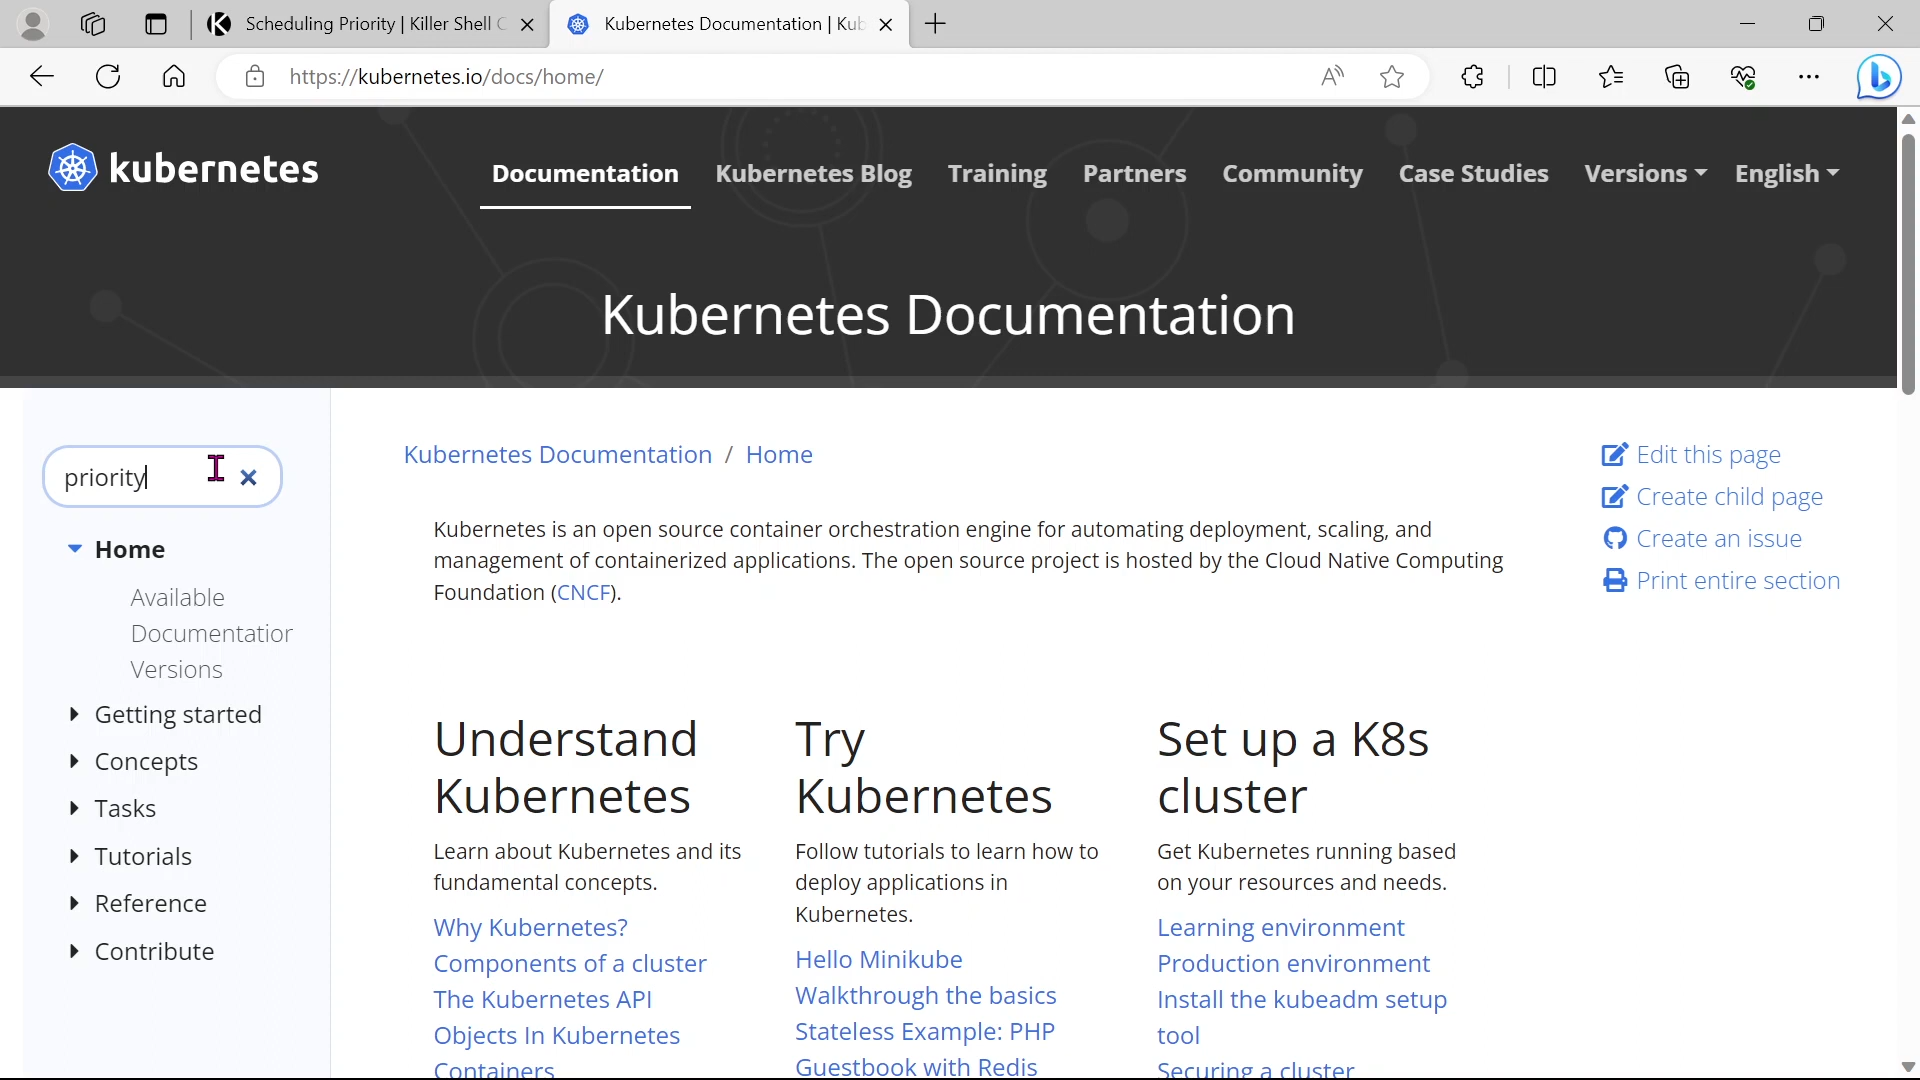 Scheduling Priority | Killer Shell C
Kubernetes Documentation | Kub
https://kubernetes.io/docs/home/
kubernetes
Documentation
Kubernetes Blog
Training
Partners
Community
Case Studies
Versions
English
Kubernetes Documentation
priority
Home
Available
Documentation
Versions
Getting started
Concepts
Tasks
Tutorials
Reference
Contribute
Kubernetes Documentation / Home
Kubernetes is an open source container orchestration engine for automating deployment, scaling, and
management of containerized applications. The open source project is hosted by the Cloud Native Computing
Foundation (CNCF).
Understand
Kubernetes
Learn about Kubernetes and its
fundamental concepts.
Why Kubernetes?
Components of a cluster
The Kubernetes API
Objects In Kubernetes
Containers
Try
Kubernetes
Follow tutorials to learn how to
deploy applications in
Kubernetes.
Hello Minikube
Walkthrough the basics
Stateless Example: PHP
Guestbook with Redis
Set up a K8s
cluster
Get Kubernetes running based
on your resources and needs.
Learning environment
Production environment
Install the kubeadm setup
tool
Securing a cluster
Edit this page
Create child page
Create an issue
Print entire section